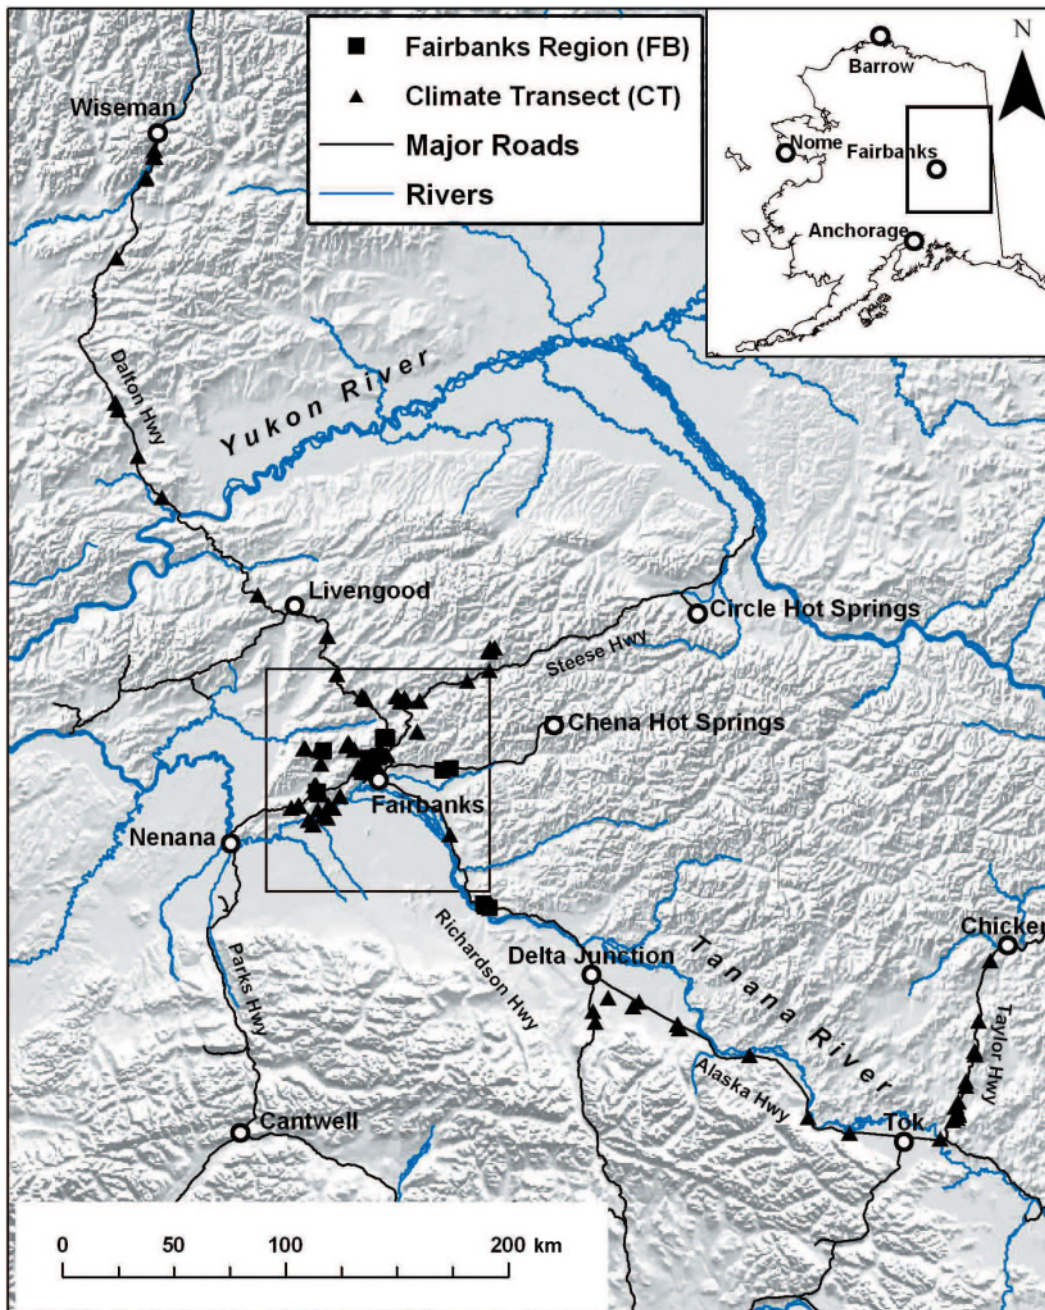 Fairbanks Region (FB)
Climate Transect (CT)
Major Roads
Rivers
N
Barrow
Nome
Fairbanks
Anchorage
Wiseman
Dalton Hwy
Yukon River
Livengood
Circle Hot Springs
Steese Hwy
Chena Hot Springs
Fairbanks
Nenana
Richardson Hwy
Parks Hwy
Delta Junction
Tanana River
Chicken
Taylor Hwy
Alaska Hwy
Tok
Cantwell
0 50 100 200 km